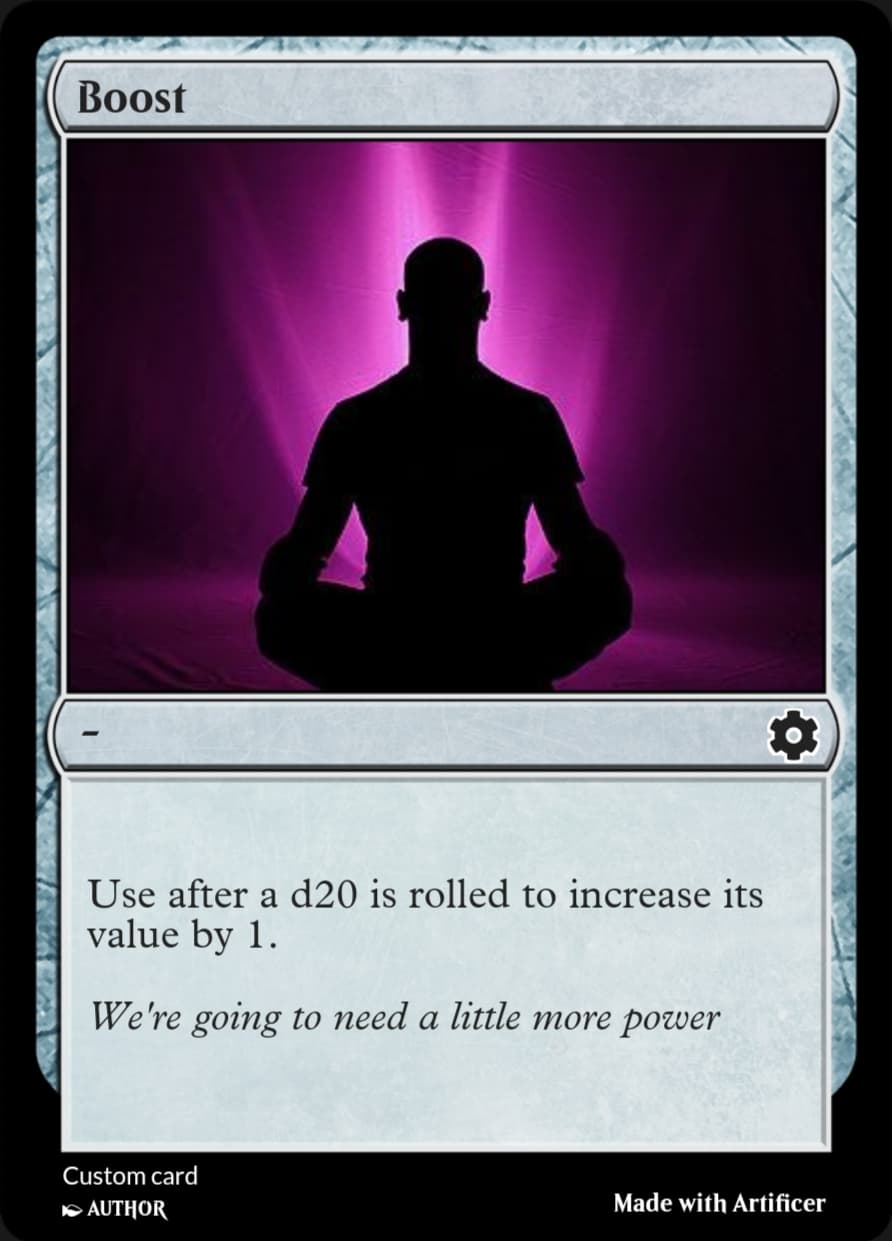 Boost
-
Use after a d20 is rolled to increase its
value by 1.
We're going to need a little more power
Custom card
AUTHOR
Made with Artificer